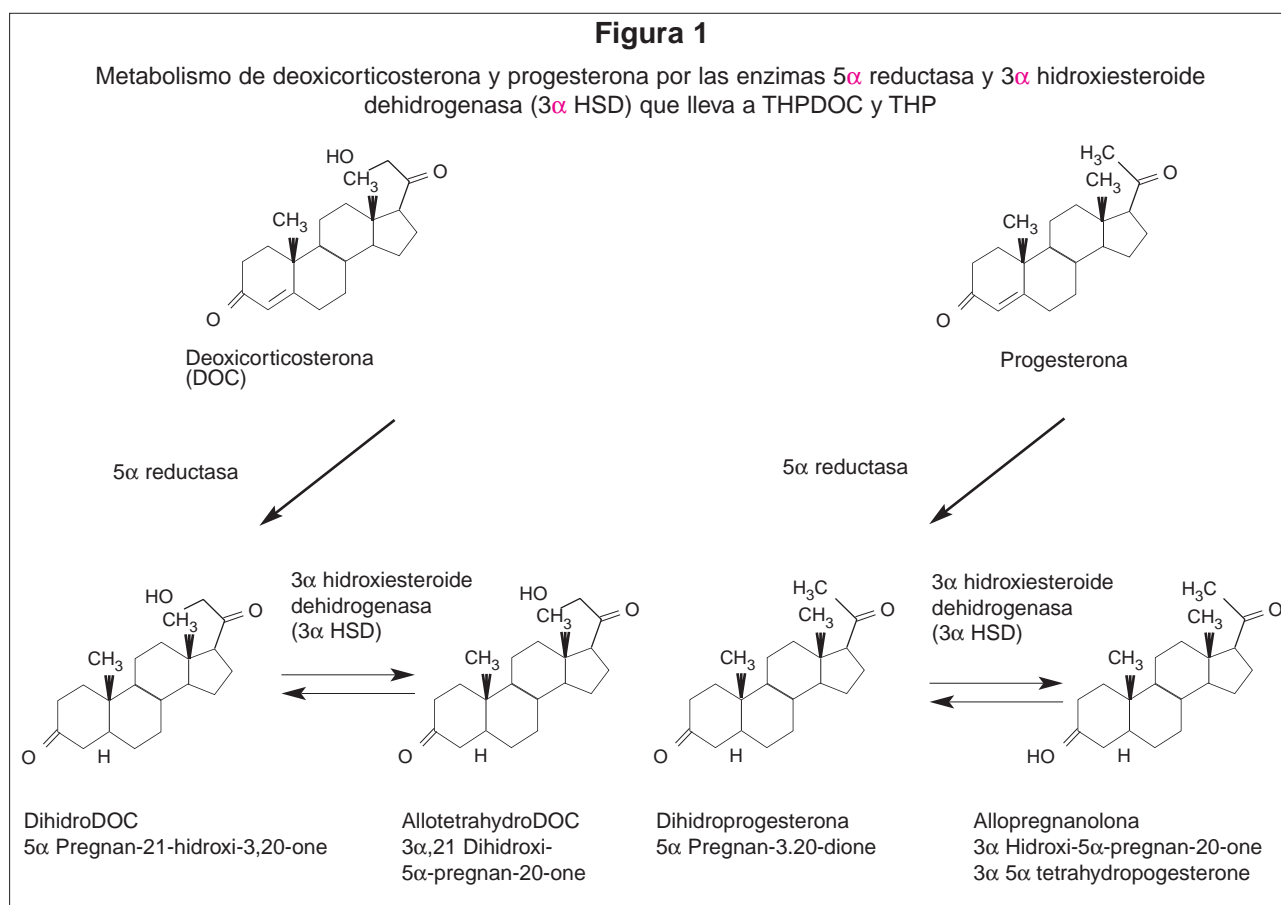 Figura 1
Metabolismo de deoxicorticosterona y progesterona por las enzimas 5α reductasa y 3α hidroxiesteroide
dehidrogenasa (3α HSD) que lleva a THPDOC y THP
HO
CH3
O
CH3
O
Deoxicorticosterona
(DOC)
H3C
O
CH3
CH3
O
Progesterona
5α reductasa
5α reductasa
3α hidroxiesteroide
dehidrogenasa
(3α HSD)
3α hidroxiesteroide
dehidrogenasa
(3α HSD)
HO
O
CH3
CH3
O
H
HO
O
CH3
CH3
O
H
H3C
O
CH3
CH3
O
H
H3C
O
CH3
CH3
HO
H
DihidroDOC
5α Pregnan-21-hidroxi-3,20-one
AllotetrahydroDOC
3α,21 Dihidroxi-
5α-pregnan-20-one
Dihidroprogesterona
5α Pregnan-3.20-dione
Allopregnanolona
3α Hidroxi-5α-pregnan-20-one
3α 5α tetrahydropogesterone